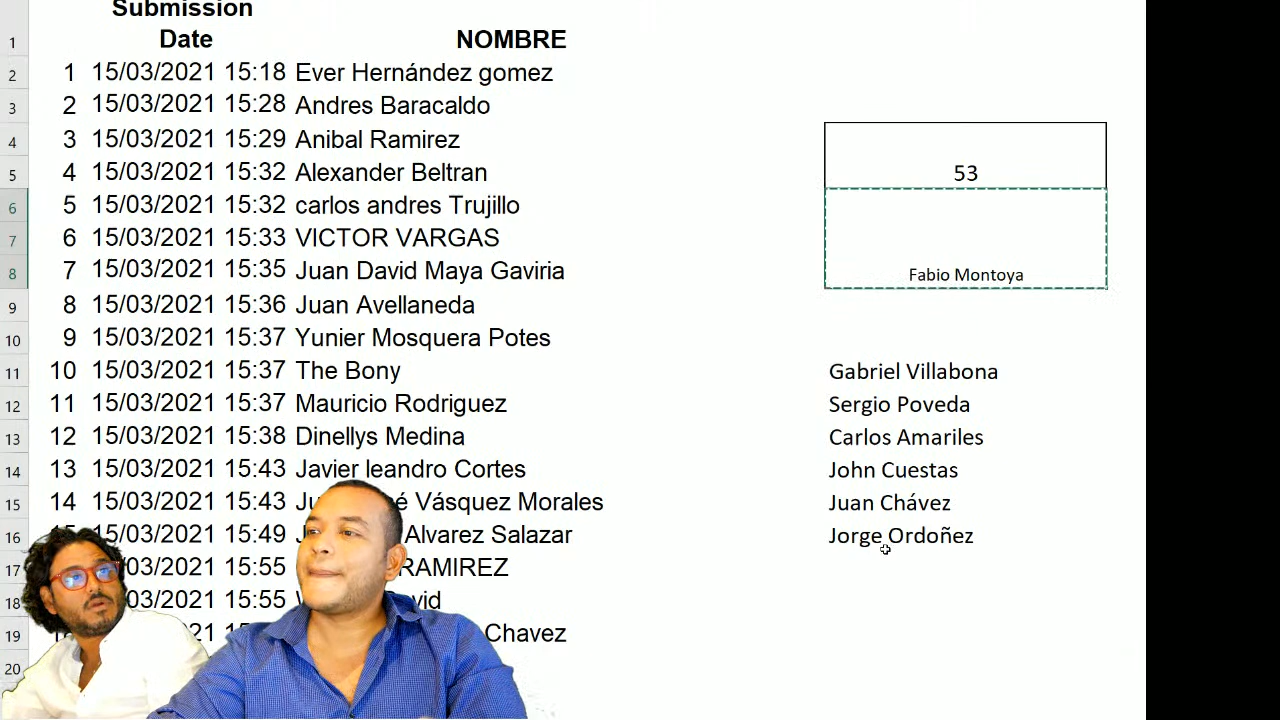 Submission
Date NOMBRE
1
2 1 15/03/2021 15:18 Ever Hernández gomez
3 2 15/03/2021 15:28 Andres Baracaldo
4 3 15/03/2021 15:29 Anibal Ramirez
5 4 15/03/2021 15:32 Alexander Beltran 53
6 5 15/03/2021 15:32 carlos andres Trujillo
7 6 15/03/2021 15:33 VICTOR VARGAS
8 7 15/03/2021 15:35 Juan David Maya Gaviria Fabio Montoya
9 8 15/03/2021 15:36 Juan Avellaneda
10 9 15/03/2021 15:37 Yunier Mosquera Potes
11 10 15/03/2021 15:37 The Bony Gabriel Villabona
12 11 15/03/2021 15:37 Mauricio Rodriguez Sergio Poveda
13 12 15/03/2021 15:38 Dinellys Medina Carlos Amariles
14 13 15/03/2021 15:43 Javier leandro Cortes John Cuestas
15 14 15/03/2021 15:43 Vásquez Morales Juan Chávez
16 15 15/03/2021 15:49 Alvarez Salazar Jorge Ordoñez
17 03/2021 15:55 RAMIREZ
18 03/2021 15:55
19 Chavez
20